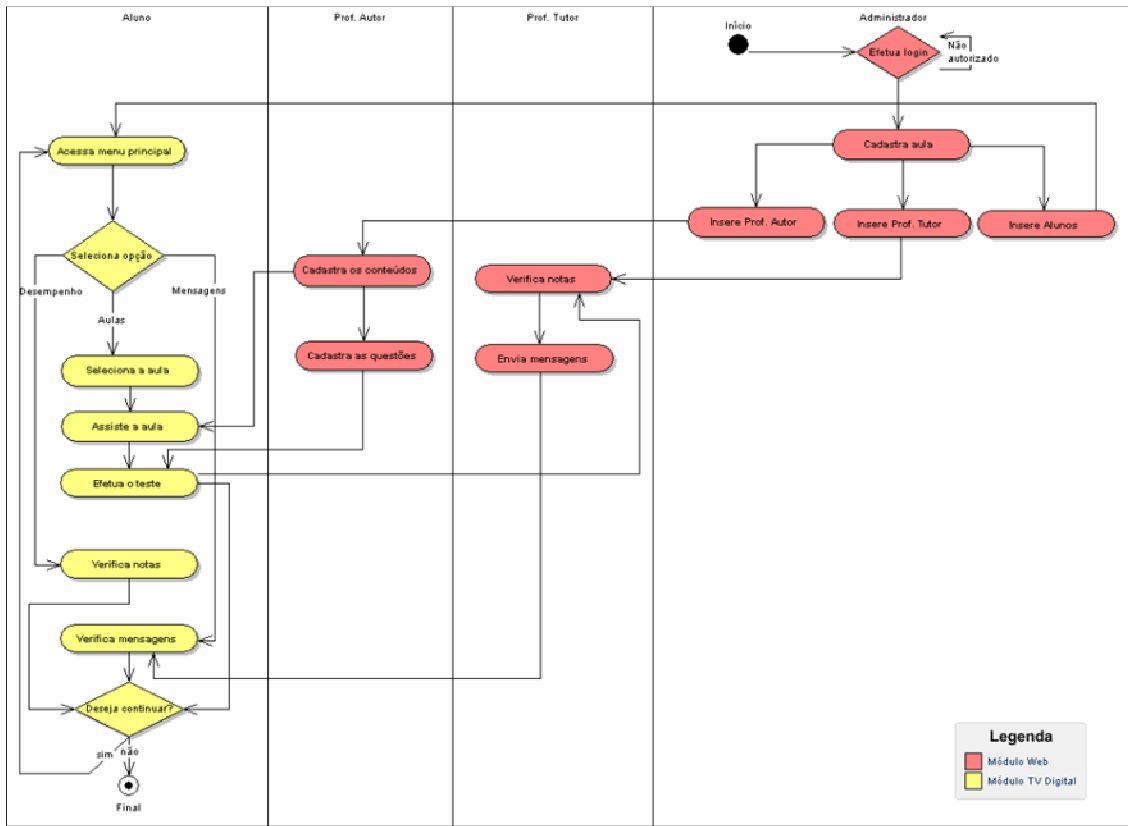 Aluno
Prof. Autor
Prof. Tutor
Administrador
Início
Efetua login
Não
autorizado
Acessa menu principal
Cadastra aula
Insere Prof. Autor
Insere Prof. Tutor
Insere Alunos
Seleciona opção
Cadastra os conteúdos
Verifica notas
Desempenho
Mensagens
Aulas
Cadastra as questões
Envia mensagens
Seleciona a aula
Assiste a aula
Efetua o teste
Verifica notas
Verifica mensagens
Deseja continuar?
sim
não
Final
Legenda
Módulo Web
Módulo TV Digital